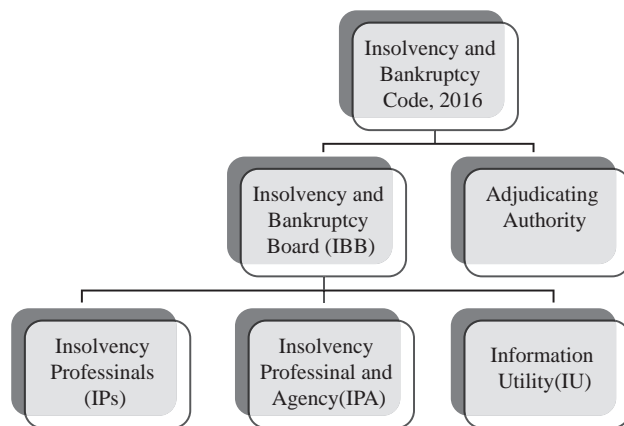 Insolvency and
Bankruptcy
Code, 2016
Insolvency and
Bankruptcy
Board (IBB)
Adjudicating
Authority
Insolvency
Professinals
(IPs)
Insolvency
Professinal and
Agency(IPA)
Information
Utility(IU)